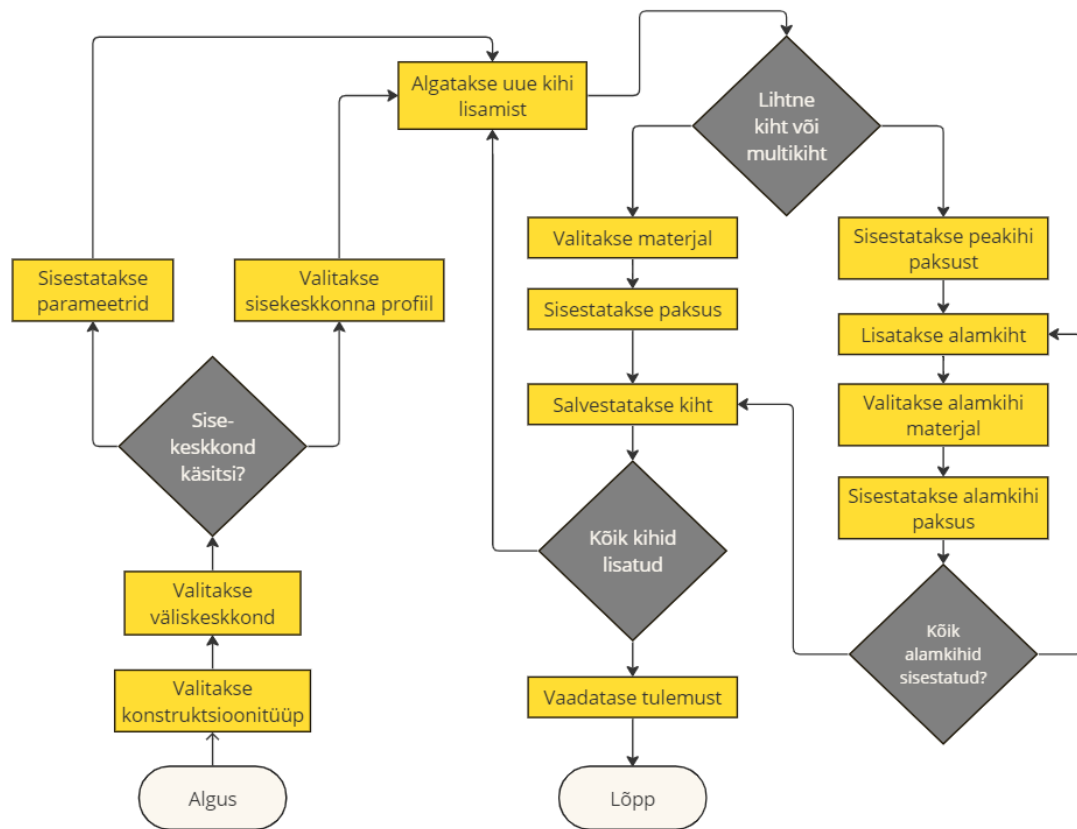 Algatakse uue kihi
lisamist
Lihtne
kiht või
multikiht
Sisestatakse
parameetrid
Valitakse
sisekeskkonna profiil
Valitakse materjal
Sisestatakse paksus
Salvestatakse kiht
Sisestatakse peakihi
paksust
Lisatakse alamkiht
Valitakse alamkihi
materjal
Sisestatakse alamkihi
paksus
Sise-
keskkond
käsitsi?
Kõik kihid
lisatud
Kõik
alamkihid
sisestatud?
Valitakse
väliskeskkond
Valitakse
konstruktsioonitüüp
Vaadatase tulemust
Algus
Lõpp